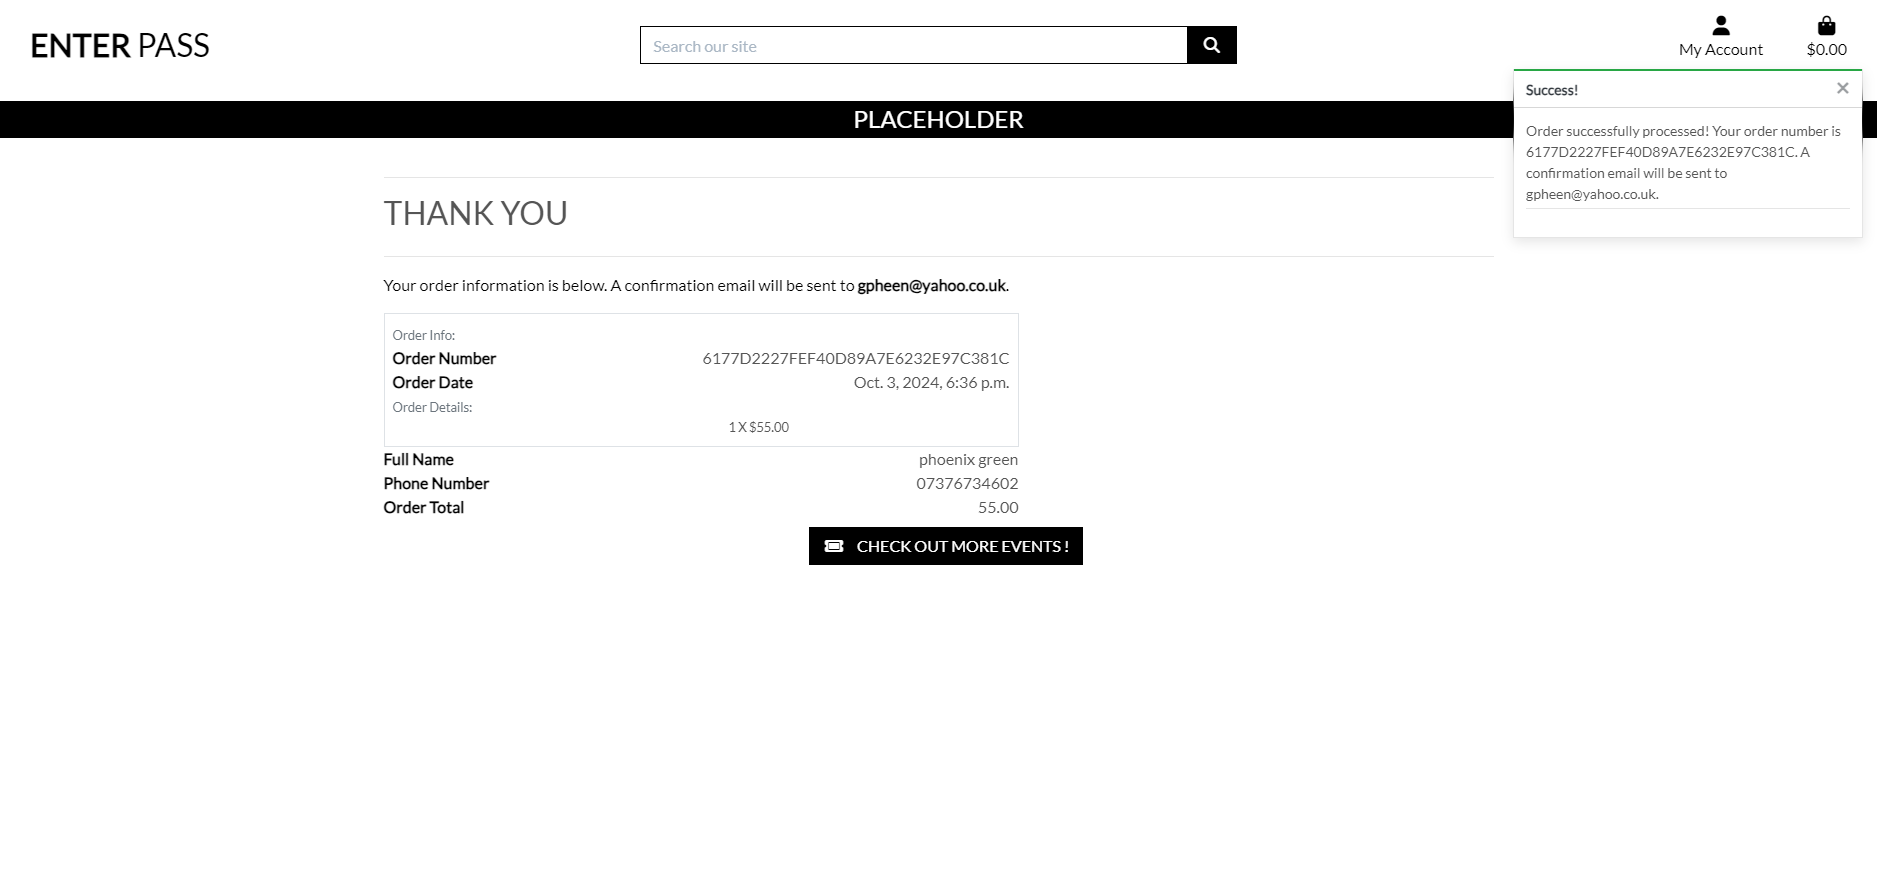 ENTER PASS
Search our site
My Account
$0.00
PLACEHOLDER
Success!
Order successfully processed! Your order number is
6177D2227FEF40D89A7E6232E97C381C. A
confirmation email will be sent to
gpheen@yahoo.co.uk.
THANK YOU
Your order information is below. A confirmation email will be sent to gpheen@yahoo.co.uk.
Order Info:
Order Number 6177D2227FEF40D89A7E6232E97C381C
Order Date Oct. 3, 2024, 6:36 p.m.
Order Details:
1 X $55.00
Full Name phoenix green
Phone Number 07376734602
Order Total 55.00
CHECK OUT MORE EVENTS !